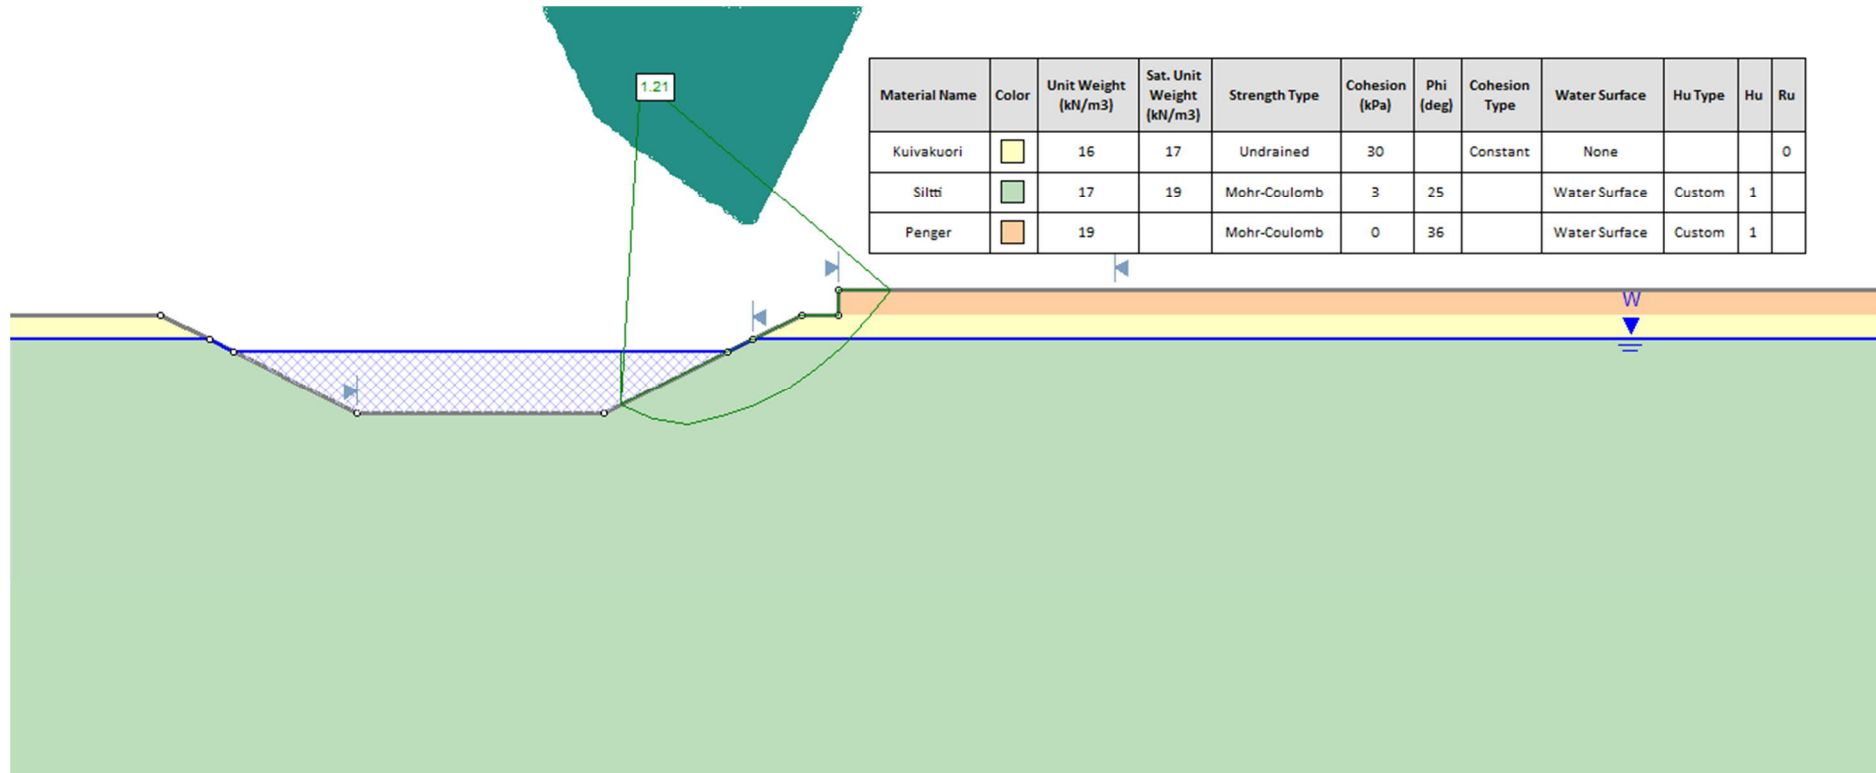 1.21
Material Name Color Unit Weight (kN/m3) Sat. Unit Weight (kN/m3) Strength Type Cohesion (kPa) Phi (deg) Cohesion Type Water Surface Hu Type Hu Ru
Kuivakuori 16 17 Undrained 30 Constant None 0
Siltti 17 19 Mohr-Coulomb 3 25 Water Surface Custom 1
Penger 19 Mohr-Coulomb 0 36 Water Surface Custom 1
W